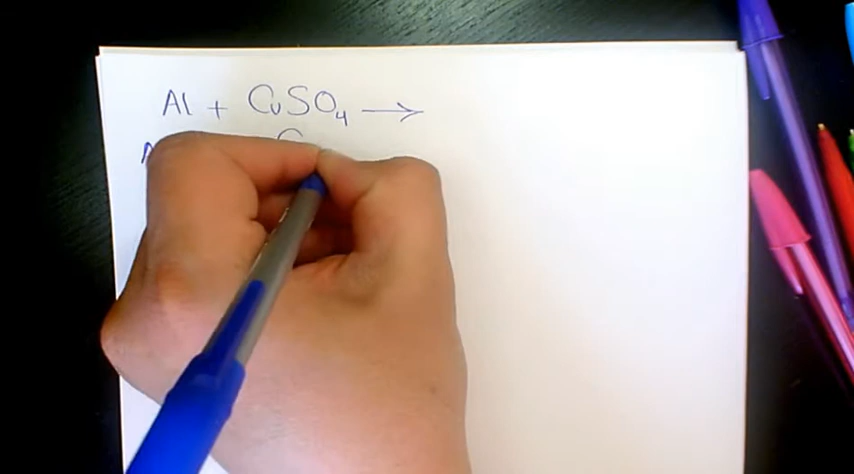 Al + CuSO₄ →